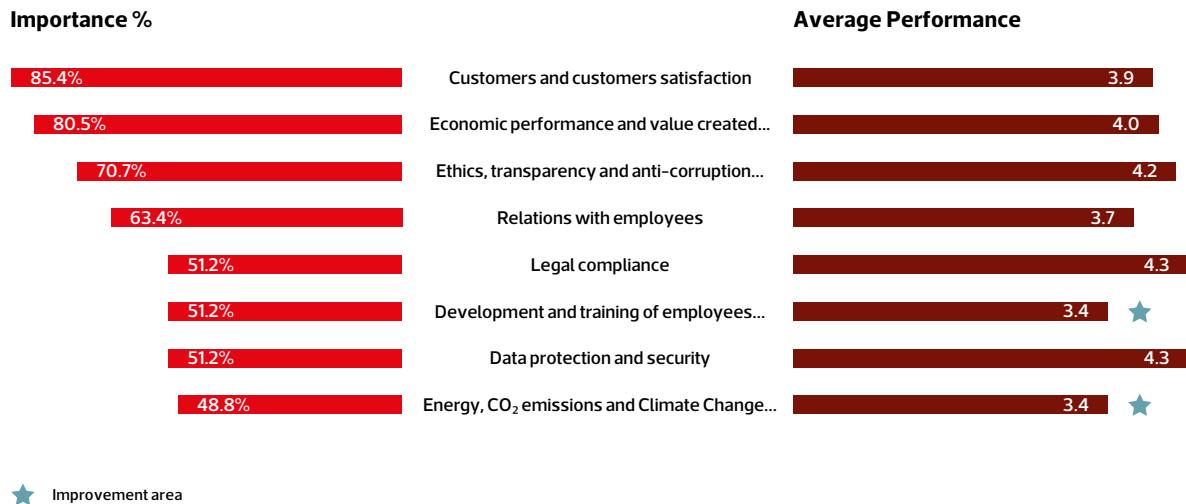 Importance % Average Performance
85.4% Customers and customers satisfaction 3.9
80.5% Economic performance and value created... 4.0
70.7% Ethics, transparency and anti-corruption... 4.2
63.4% Relations with employees 3.7
51.2% Legal compliance 4.3
51.2% Development and training of employees... 3.4
51.2% Data protection and security 4.3
48.8% Energy, CO₂ emissions and Climate Change... 3.4
Improvement area